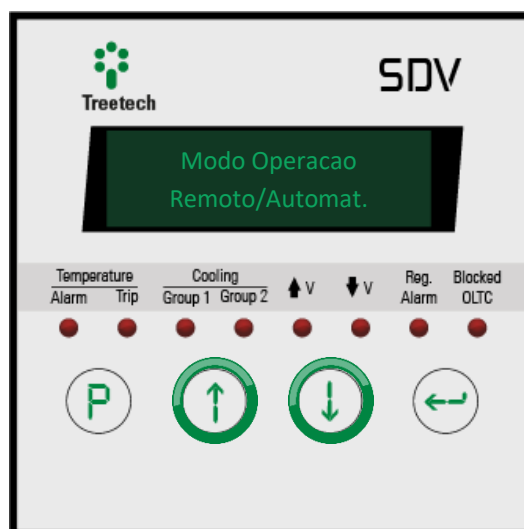 Treetech
SDV
Modo Operacao
Remoto/Automat.
Temperature
Alarm Trip
Cooling
Group 1 Group 2
V
V
Reg.
Alarm
Blocked
OLTC
P